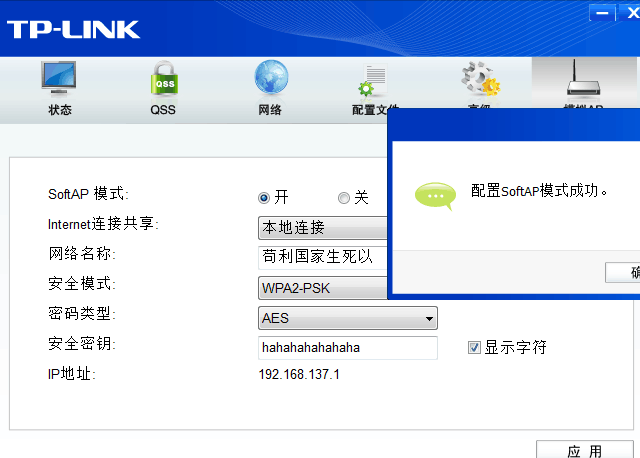 TP-LINK
状态
QSS
QSS
网络
配置文件
高级
模拟AP
配置SoftAP模式成功。
确
SoftAP 模式:
开
关
Internet连接共享:
本地连接
网络名称:
苟利国家生死以
安全模式:
WPA2-PSK
密码类型:
AES
安全密钥:
hahahahahahaha
显示字符
IP地址:
192.168.137.1
应 用